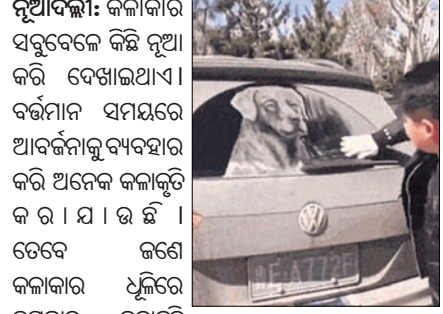 ନୂଆଦିଲ୍ଲୀ: କଳାକାର
ସବୁବେଳେ କିଛି ନୂଆ
କରି ଦେଖାଇଥାଏ।
ବର୍ତ୍ତମାନ ସମୟରେ
ଆବର୍ଜନାକୁ ବ୍ୟବହାର
କରି ଅନେକ କଳାକୃତି
କରାଯାଉଛି ।
ତେବେ ଜଣେ
କଳାକାର ଧୂଳିରେ